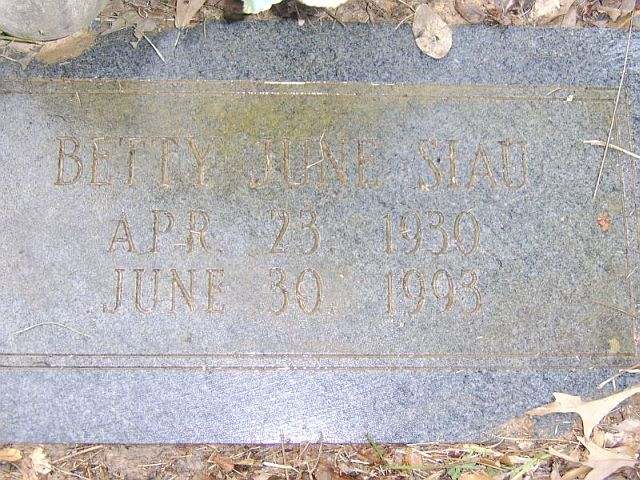 BETTY JUNE SIAU
APR. 23, 1930
JUNE 30, 1993